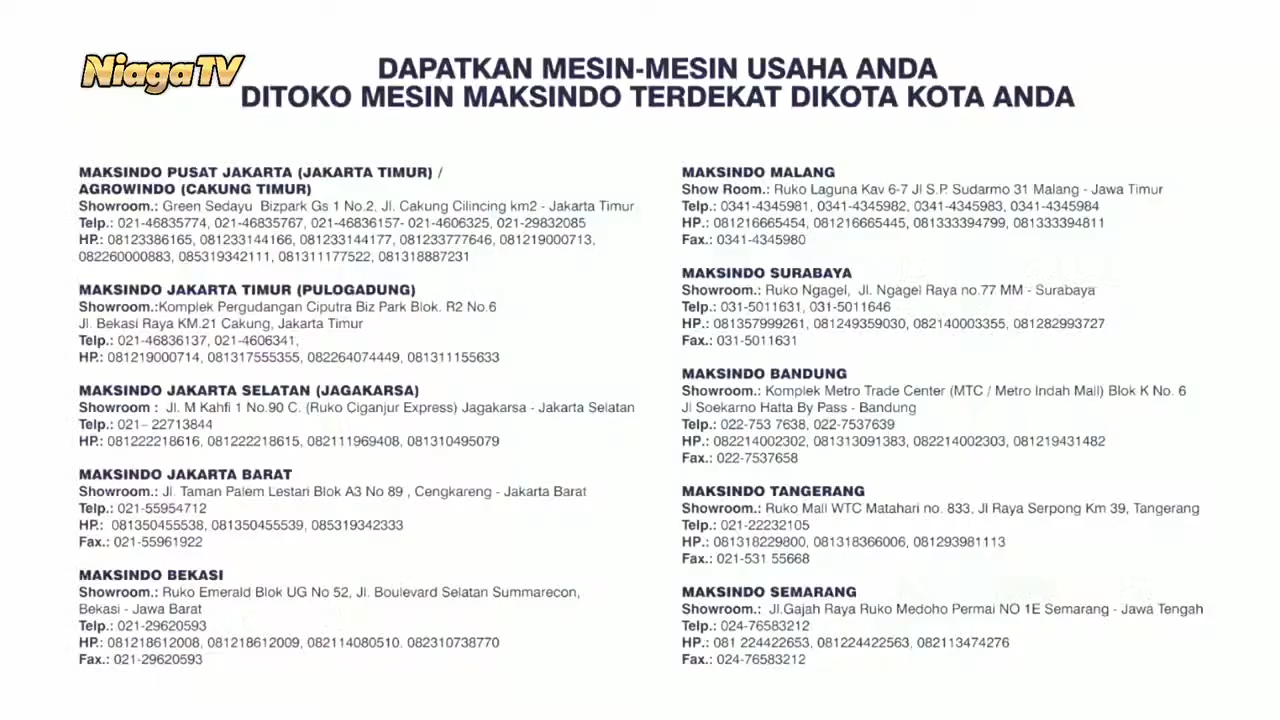 NiagaTV
DAPATKAN MESIN-MESIN USAHA ANDA
DITOKO MESIN MAKSINDO TERDEKAT DIKOTA KOTA ANDA
MAKSINDO PUSAT JAKARTA (JAKARTA TIMUR) /
AGROWINDO (CAKUNG TIMUR)
Showroom.: Green Sedayu Bizpark Gs 1 No.2, Jl. Cakung Cilincing km2 - Jakarta Timur
Telp.: 021-46835774, 021-46835767, 021-46836157- 021-4606325, 021-29832085
HP.: 08123386165, 081233144166, 081233144177, 081233777646, 081219000713,
082260000883, 085319342111, 081311177522, 081318887231
MAKSINDO JAKARTA TIMUR (PULOGADUNG)
Showroom.:Komplek Pergudangan Ciputra Biz Park Blok. R2 No.6
Jl. Bekasi Raya KM.21 Cakung, Jakarta Timur
Telp.: 021-46836137, 021-4606341,
HP.: 081219000714, 081317555355, 082264074449, 081311155633
MAKSINDO JAKARTA SELATAN (JAGAKARSA)
Showroom : Jl. M Kahfi 1 No.90 C. (Ruko Ciganjur Express) Jagakarsa - Jakarta Selatan
Telp.: 021– 22713844
HP.: 081222218616, 081222218615, 082111969408, 081310495079
MAKSINDO JAKARTA BARAT
Showroom.: Jl. Taman Palem Lestari Blok A3 No 89 , Cengkareng - Jakarta Barat
Telp.: 021-55954712
HP.: 081350455538, 081350455539, 085319342333
Fax.: 021-55961922
MAKSINDO BEKASI
Showroom.: Ruko Emerald Blok UG No 52, Jl. Boulevard Selatan Summarecon,
Bekasi - Jawa Barat
Telp.: 021-29620593
HP.: 081218612008, 081218612009, 082114080510. 082310738770
Fax.: 021-29620593
MAKSINDO MALANG
Show Room.: Ruko Laguna Kav 6-7 Jl S.P. Sudarmo 31 Malang - Jawa Timur
Telp.: 0341-4345981, 0341-4345982, 0341-4345983, 0341-4345984
HP.: 081216665454, 081216665445, 081333394799, 081333394811
Fax.: 0341-4345980
MAKSINDO SURABAYA
Showroom.: Ruko Ngagel, Jl. Ngagel Raya no.77 MM - Surabaya
Telp.: 031-5011631, 031-5011646
HP.: 081357999261, 081249359030, 082140003355, 081282993727
Fax.: 031-5011631
MAKSINDO BANDUNG
Showroom.: Komplek Metro Trade Center (MTC / Metro Indah Mall) Blok K No. 6
Jl Soekarno Hatta By Pass - Bandung
Telp.: 022-753 7638, 022-7537639
HP.: 082214002302, 081313091383, 082214002303, 081219431482
Fax.: 022-7537658
MAKSINDO TANGERANG
Showroom.: Ruko Mall WTC Matahari no. 833, Jl Raya Serpong Km 39, Tangerang
Telp.: 021-22232105
HP.: 081318229800, 081318366006, 081293981113
Fax.: 021-531 55668
MAKSINDO SEMARANG
Showroom.: Jl.Gajah Raya Ruko Medoho Permai NO 1E Semarang - Jawa Tengah
Telp.: 024-76583212
HP.: 081 224422653, 081224422563, 082113474276
Fax.: 024-76583212